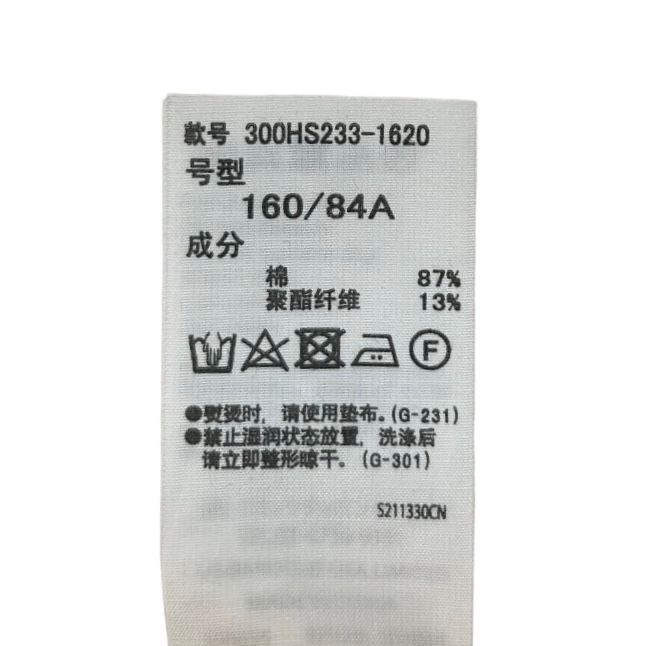 款号 300HS233-1620
号型
160/84A
成分
棉 87%
聚酯纤维 13%
F
●熨烫时，请使用垫布。(G-231)
●禁止湿润状态放置，洗涤后
请立即整形晾干。(G-301)
S211330CN